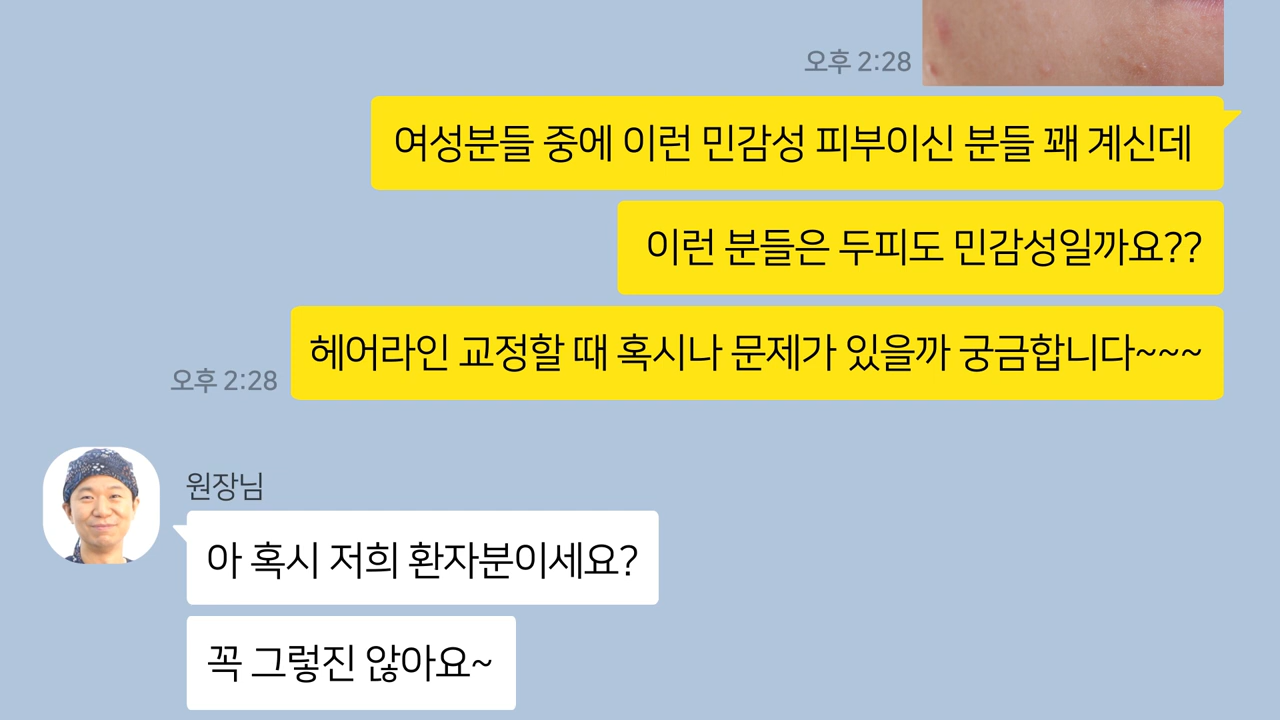 오후 2:28
여성분들 중에 이런 민감성 피부이신 분들 꽤 계신데
이런 분들은 두피도 민감성일까요??
헤어라인 교정할 때 혹시나 문제가 있을까 궁금합니다~~~
오후 2:28
원장님
아 혹시 저희 환자분이세요?
꼭 그렇진 않아요~